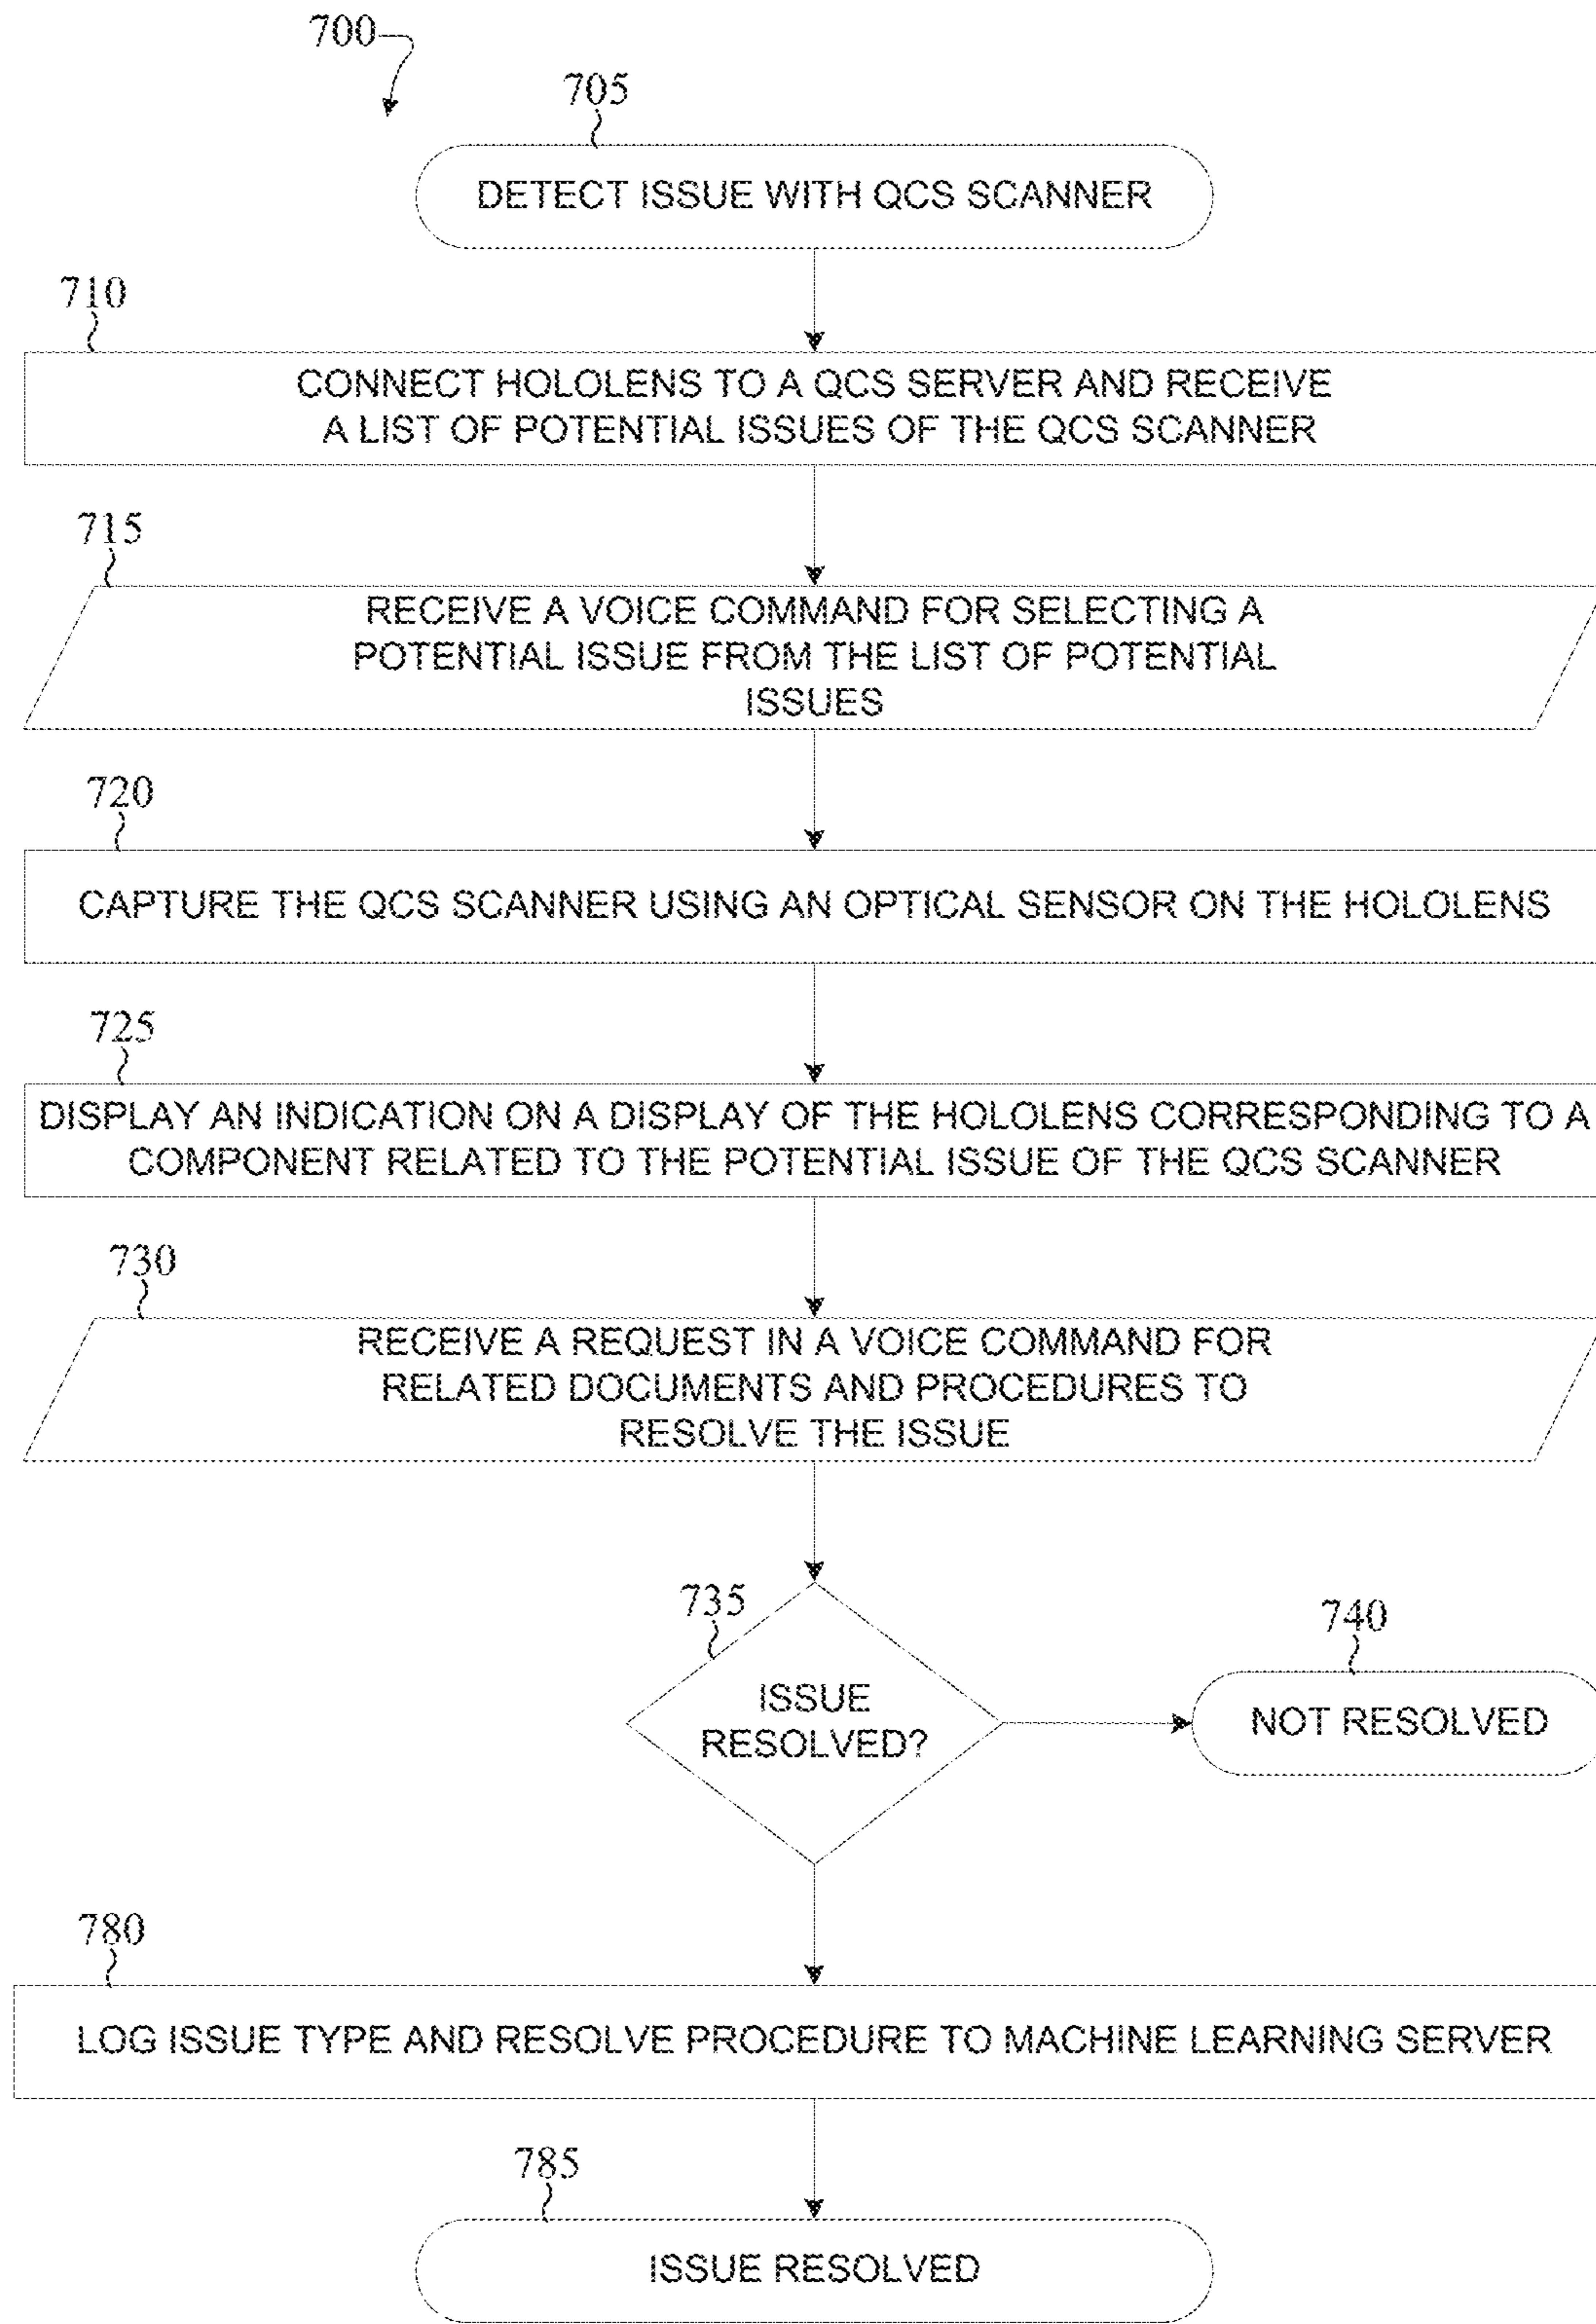 700
705
DETECT ISSUE WITH QCS SCANNER
710
CONNECT HOLOLENS TO A QCS SERVER AND RECEIVE
A LIST OF POTENTIAL ISSUES OF THE QCS SCANNER
715
RECEIVE A VOICE COMMAND FOR SELECTING A
POTENTIAL ISSUE FROM THE LIST OF POTENTIAL
ISSUES
720
CAPTURE THE QCS SCANNER USING AN OPTICAL SENSOR ON THE HOLOLENS
725
DISPLAY AN INDICATION ON A DISPLAY OF THE HOLOLENS CORRESPONDING TO A
COMPONENT RELATED TO THE POTENTIAL ISSUE OF THE QCS SCANNER
730
RECEIVE A REQUEST IN A VOICE COMMAND FOR
RELATED DOCUMENTS AND PROCEDURES TO
RESOLVE THE ISSUE
735
ISSUE
RESOLVED?
740
NOT RESOLVED
780
LOG ISSUE TYPE AND RESOLVE PROCEDURE TO MACHINE LEARNING SERVER
785
ISSUE RESOLVED